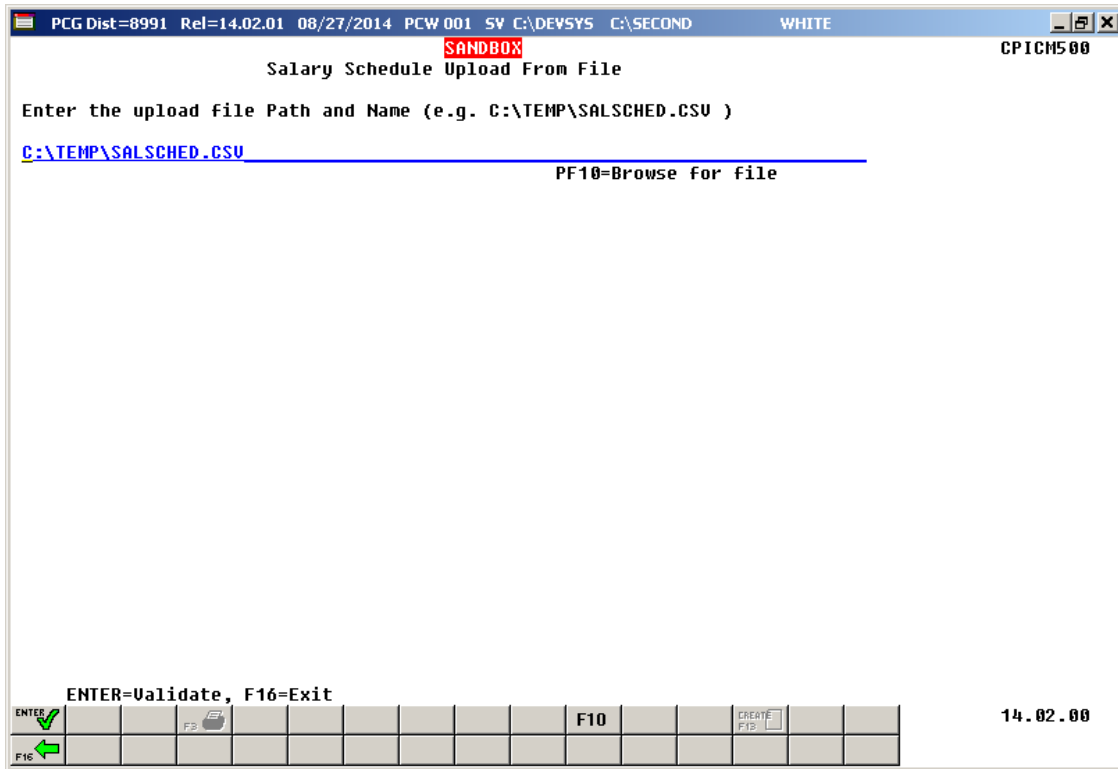 PCG Dist=8991 Rel=14.02.01 08/27/2014 PCW 001 SV C:\DEVSYS C:\SECOND WHITE
SANDBOX CPICM500
Salary Schedule Upload From File
Enter the upload file Path and Name (e.g. C:\TEMP\SALSCHED.CSV )
C:\TEMP\SALSCHED.CSV
PF10=Browse for file
ENTER=Validate, F16=Exit
ENTER F3 F10 CREATE F13 14.02.00
F16